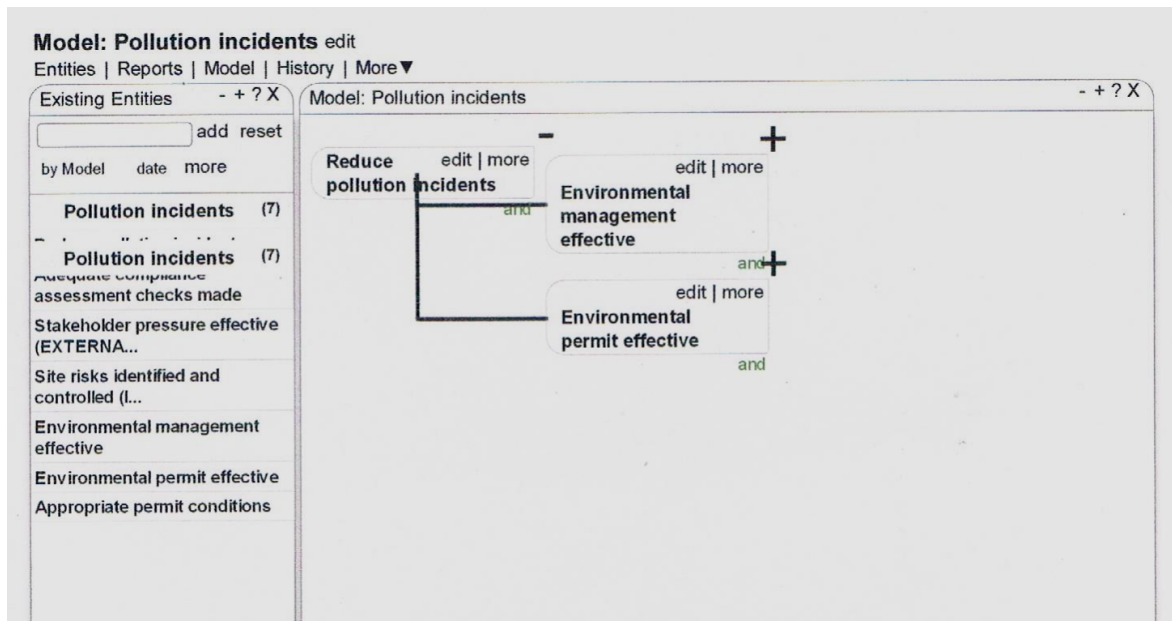 Model: Pollution incidents edit
Entities | Reports | Model | History | More▼
Existing Entities - + ? X
add reset
by Model date more
Pollution incidents (7)
Pollution incidents (7)
Adequate compliance
assessment checks made
Stakeholder pressure effective
(EXTERNA...
Site risks identified and
controlled (I...
Environmental management
effective
Environmental permit effective
Appropriate permit conditions
Model: Pollution incidents - + ? X
-
Reduce edit | more
pollution incidents
and
+
edit | more
Environmental
management
effective
and +
edit | more
Environmental
permit effective
and